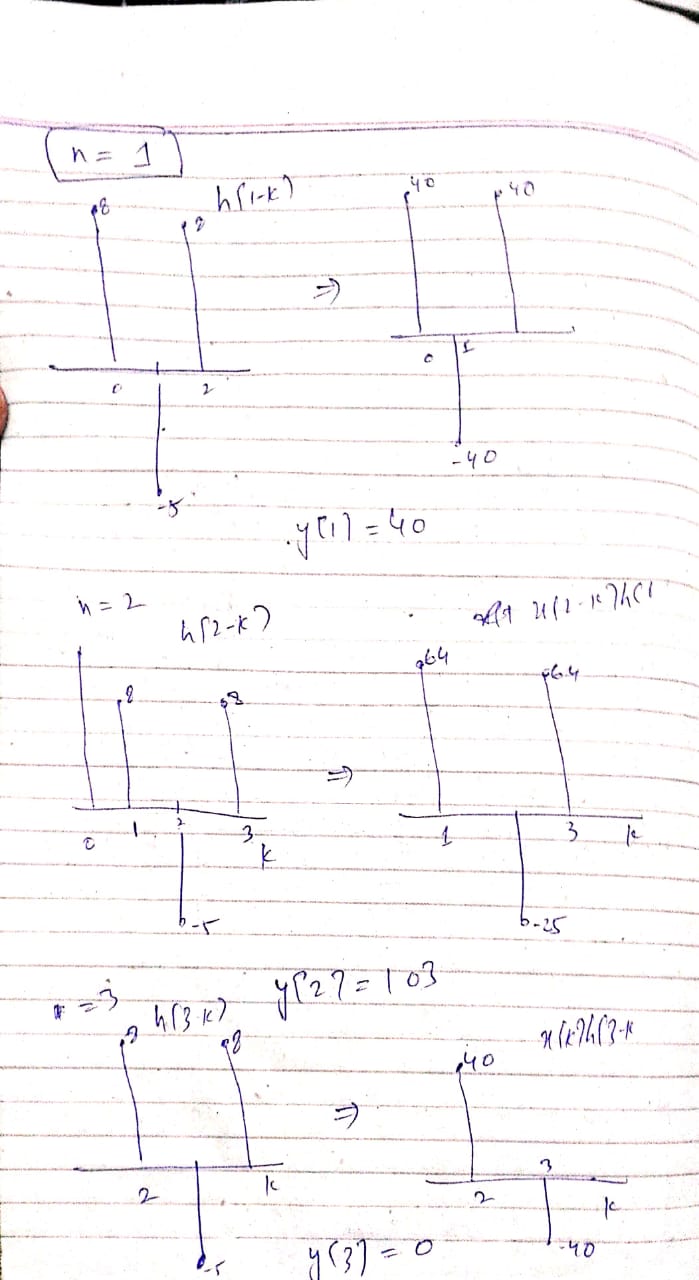 n = 1
8 8 h[1-k] 40 40
⇒
0 2 0 1
-5 -40
y[1] = 40
n = 2 h[2-k]
8 8 64 64
⇒
0 1 2 3 k 1 3 k
-5 -25
y[2] = 103
= 3 h[3-k] x[k]h[3-k
8 8 40
⇒
2 k 2 3 k
-5 y[3] = 0 -40